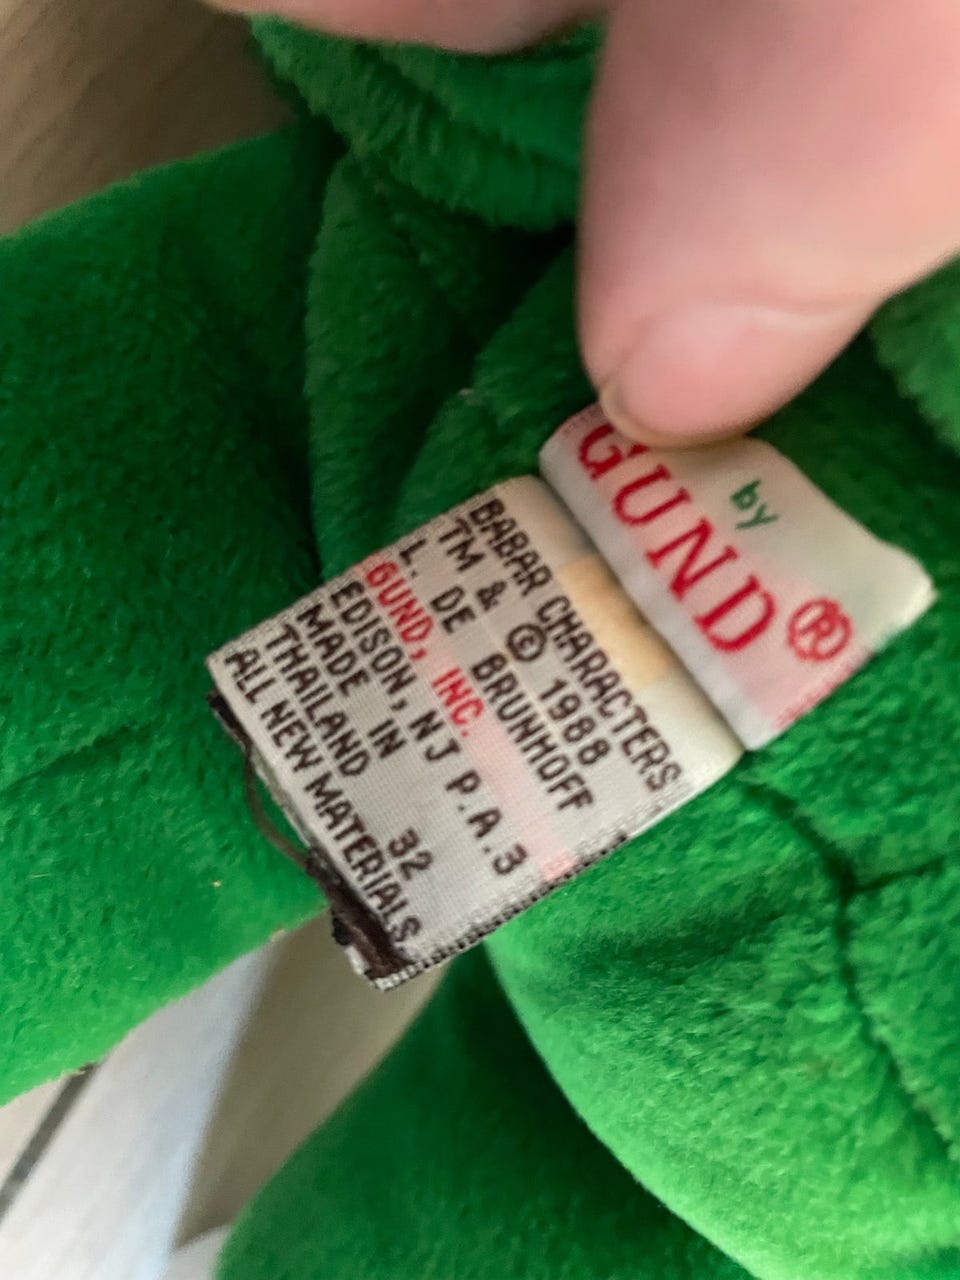 by
GUND®
BABAR CHARACTERS
TM & © 1988
L. DE BRUNHOFF
GUND, INC.
EDISON, NJ P.A.3
MADE IN
THAILAND 32
ALL NEW MATERIALS.